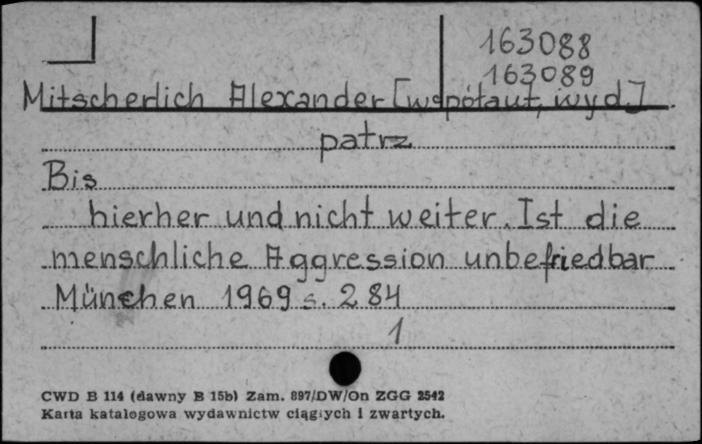 163088
163089
Mitscherlich Alexander [współaut, wyd.]
patrz
Bis
hierher und nicht weiter. Ist die
menschliche Aggression unbefriedbar
München 1969 s. 284
1
CWD B 114 (dawny B 15b) Zam. 897/DW/On ZGG 2542
Karta katalogowa wydawnictw ciągłych i zwartych.